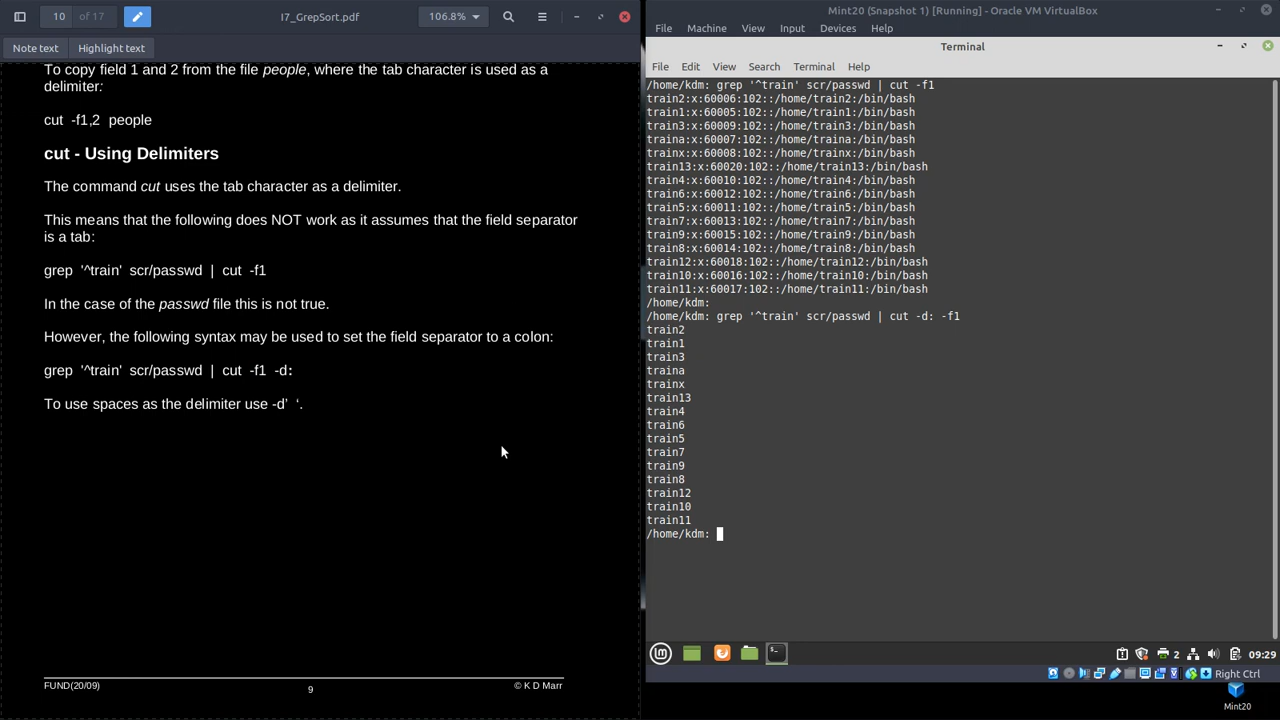 10 of 17
I7_GrepSort.pdf
106.8%
Note text
Highlight text
To copy field 1 and 2 from the file people, where the tab character is used as a
delimiter:
cut -f1,2 people
cut - Using Delimiters
The command cut uses the tab character as a delimiter.
This means that the following does NOT work as it assumes that the field separator
is a tab:
grep '^train' scr/passwd | cut -f1
In the case of the passwd file this is not true.
However, the following syntax may be used to set the field separator to a colon:
grep '^train' scr/passwd | cut -f1 -d:
To use spaces as the delimiter use -d’ ‘.
FUND(20/09)
9
© K D Marr
Mint20 (Snapshot 1) [Running] - Oracle VM VirtualBox
File Machine View Input Devices Help
Terminal
File Edit View Search Terminal Help
/home/kdm: grep '^train' scr/passwd | cut -f1
train2:x:60006:102::/home/train2:/bin/bash
train1:x:60005:102::/home/train1:/bin/bash
train3:x:60009:102::/home/train3:/bin/bash
traina:x:60007:102::/home/traina:/bin/bash
trainx:x:60008:102::/home/trainx:/bin/bash
train13:x:60020:102::/home/train13:/bin/bash
train4:x:60010:102::/home/train4:/bin/bash
train6:x:60012:102::/home/train6:/bin/bash
train5:x:60011:102::/home/train5:/bin/bash
train7:x:60013:102::/home/train7:/bin/bash
train9:x:60015:102::/home/train9:/bin/bash
train8:x:60014:102::/home/train8:/bin/bash
train12:x:60018:102::/home/train12:/bin/bash
train10:x:60016:102::/home/train10:/bin/bash
train11:x:60017:102::/home/train11:/bin/bash
/home/kdm:
/home/kdm: grep '^train' scr/passwd | cut -d: -f1
train2
train1
train3
traina
trainx
train13
train4
train6
train5
train7
train9
train8
train12
train10
train11
/home/kdm:
2
09:29
Right Ctrl
Mint20